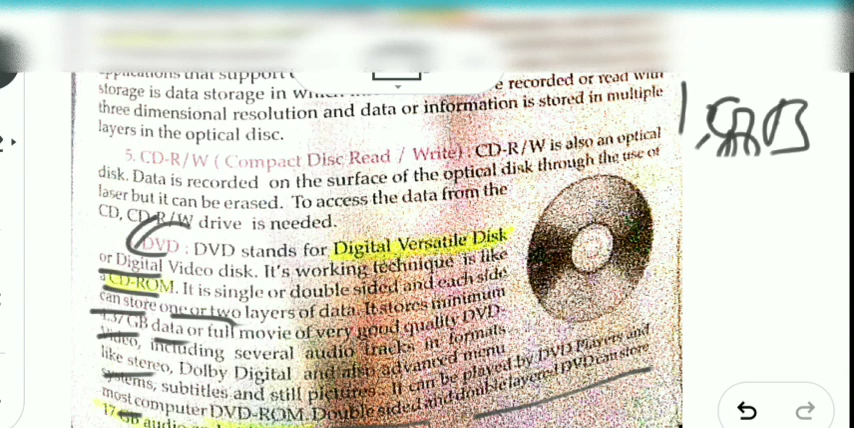 applications that support
storage is data storage in e recorded or read with
three dimensional resolution and data or information is stored in multiple
layers in the optical disc.
5. CD-R/W ( Compact Disc Read / Write) : CD-R/W is also an optical
disk. Data is recorded on the surface of the optical disk through the use of
laser but it can be erased. To access the data from the
CD, CD-R/W drive is needed.
DVD : DVD stands for Digital Versatile Disk
or Digital Video disk. It's working technique is like
a CD-ROM. It is single or double sided and each side
can store one or two layers of data. It stores minimum
4.37 GB data or full movie of very good quality DVD-
video, including several audio tracks in formats
like stereo, Dolby Digital and also advanced menu
systems, subtitles and still pictures. It can be played by DVD Players and
most computer DVD-ROM. Double sided and double layered DVD can store
17 GB audio